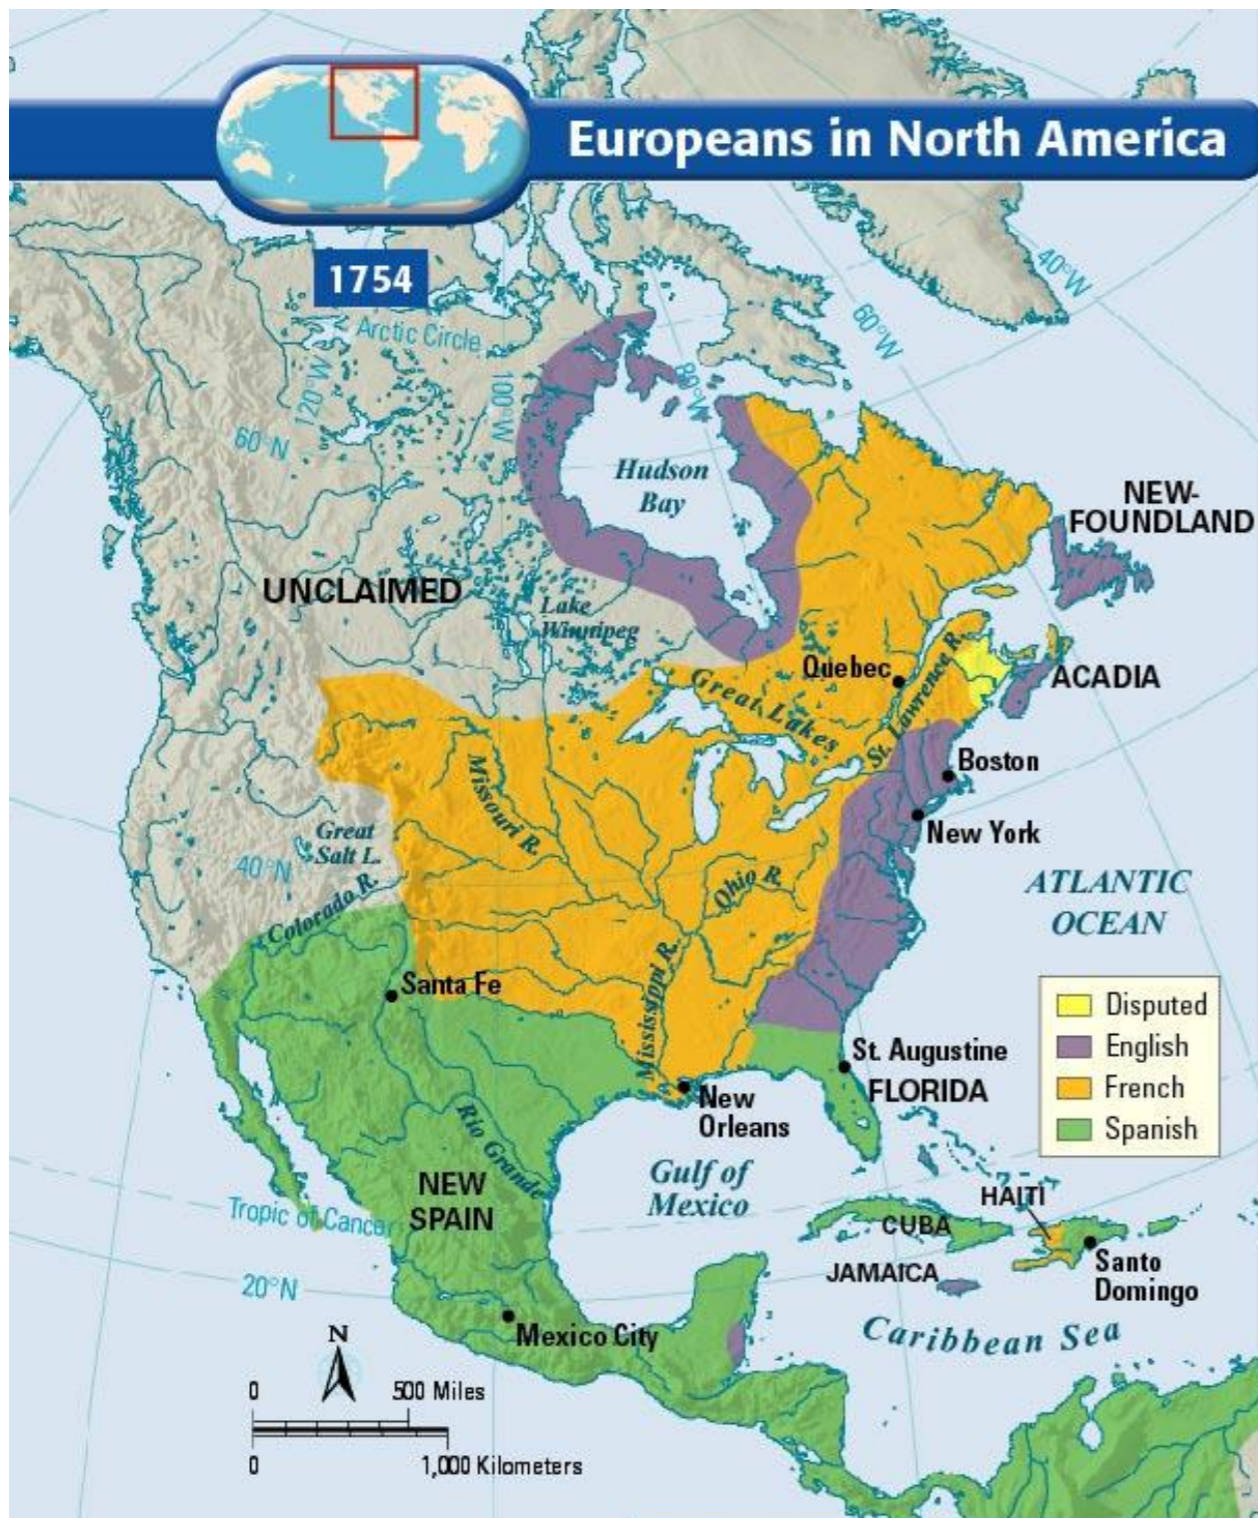 Europeans in North America
1754
Arctic Circle
40°W
60°W
80°W
100°W
120°W
60°N
Hudson
Bay
NEW-
FOUNDLAND
UNCLAIMED
Lake
Winnipeg
Quebec
St. Lawrence R.
ACADIA
Great Lakes
Boston
Missouri R.
New York
Great
Salt L.
40°N
Colorado R.
Ohio R.
ATLANTIC
OCEAN
Mississippi R.
Santa Fe
Disputed
English
French
Spanish
St. Augustine
FLORIDA
New
Orleans
Rio Grande
Gulf of
Mexico
NEW
SPAIN
Tropic of Cancer
HAITI
CUBA
Santo
Domingo
JAMAICA
20°N
Mexico City
Caribbean Sea
N
0 500 Miles
0 1,000 Kilometers